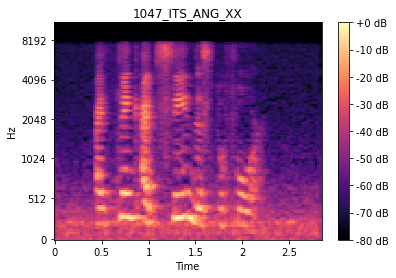 1047_ITS_ANG_XX
8192
4096
2048
1024
512
0
Hz
0 0.5 1 1.5 2 2.5
Time
+0 dB
-10 dB
-20 dB
-30 dB
-40 dB
-50 dB
-60 dB
-70 dB
-80 dB